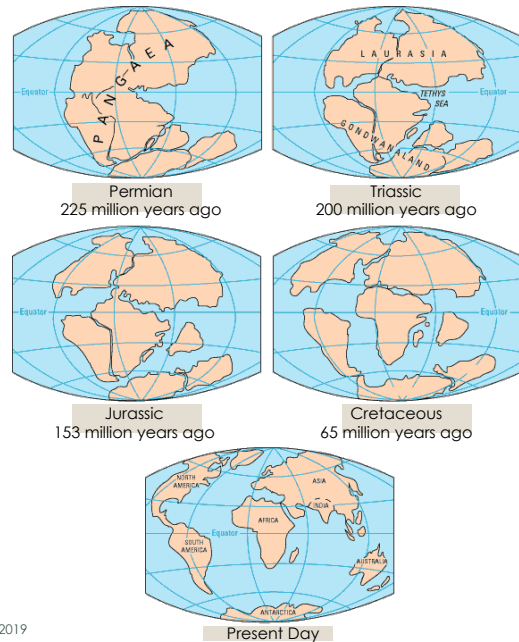 PANGAEA
Equator
Permian
225 million years ago
LAURASIA
TETHYS
SEA
Equator
GONDWANALAND
Triassic
200 million years ago
Equator
Jurassic
153 million years ago
Equator
Cretaceous
65 million years ago
NORTH
AMERICA
ASIA
INDIA
AFRICA
Equator
SOUTH
AMERICA
AUSTRALIA
ANTARCTICA
2019
Present Day